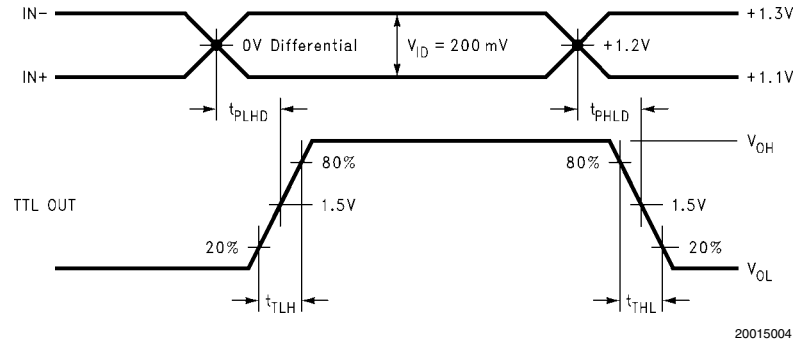 IN-
+1.3V
0V Differential
V_ID = 200 mV
+1.2V
IN+
+1.1V
t_PLHD
t_PHLD
V_OH
80%
80%
TTL OUT
1.5V
1.5V
20%
20%
V_OL
t_TLH
t_THL
20015004